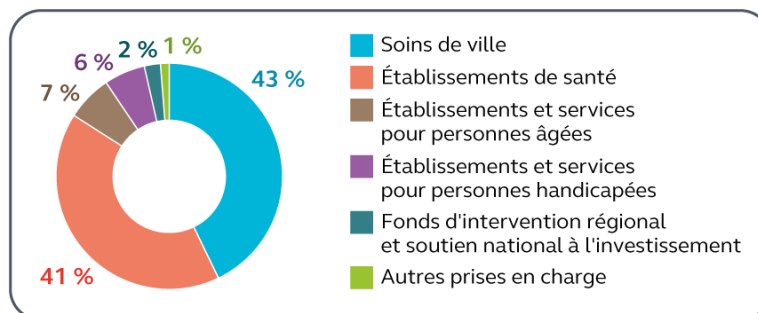 1 %
2 %
6 %
7 %
43 %
41 %
Soins de ville
Établissements de santé
Établissements et services
pour personnes âgées
Établissements et services
pour personnes handicapées
Fonds d'intervention régional
et soutien national à l'investissement
Autres prises en charge